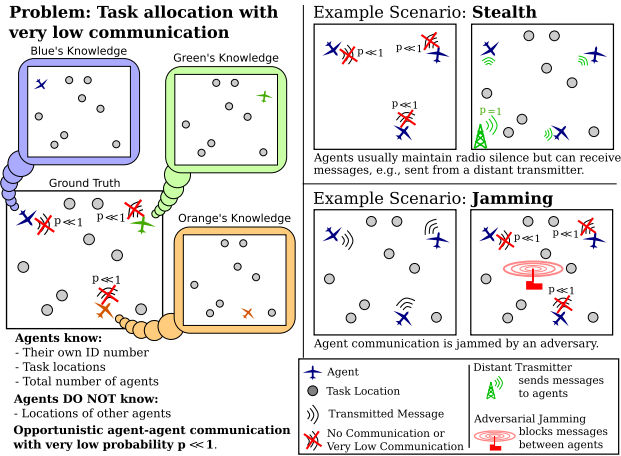 Problem: Task allocation with
very low communication
Blue's Knowledge
Green's Knowledge
Ground Truth
p≪1
p≪1
p≪1
Orange's Knowledge
Agents know:
- Their own ID number
- Task locations
- Total number of agents
Agents DO NOT know:
- Locations of other agents
Opportunistic agent-agent communication
with very low probability p ≪1.
Example Scenario: Stealth
p≪1
p≪1
p≪1
p=1
Agents usually maintain radio silence but can receive
messages, e.g., sent from a distant transmitter.
Example Scenario: Jamming
p≪1
p≪1
p≪1
Agent communication is jammed by an adversary.
Agent
Task Location
Transmitted Message
No Communication or
Very Low Communication
Distant Trasmitter
sends messages
to agents
Adversarial Jamming
blocks messages
between agents